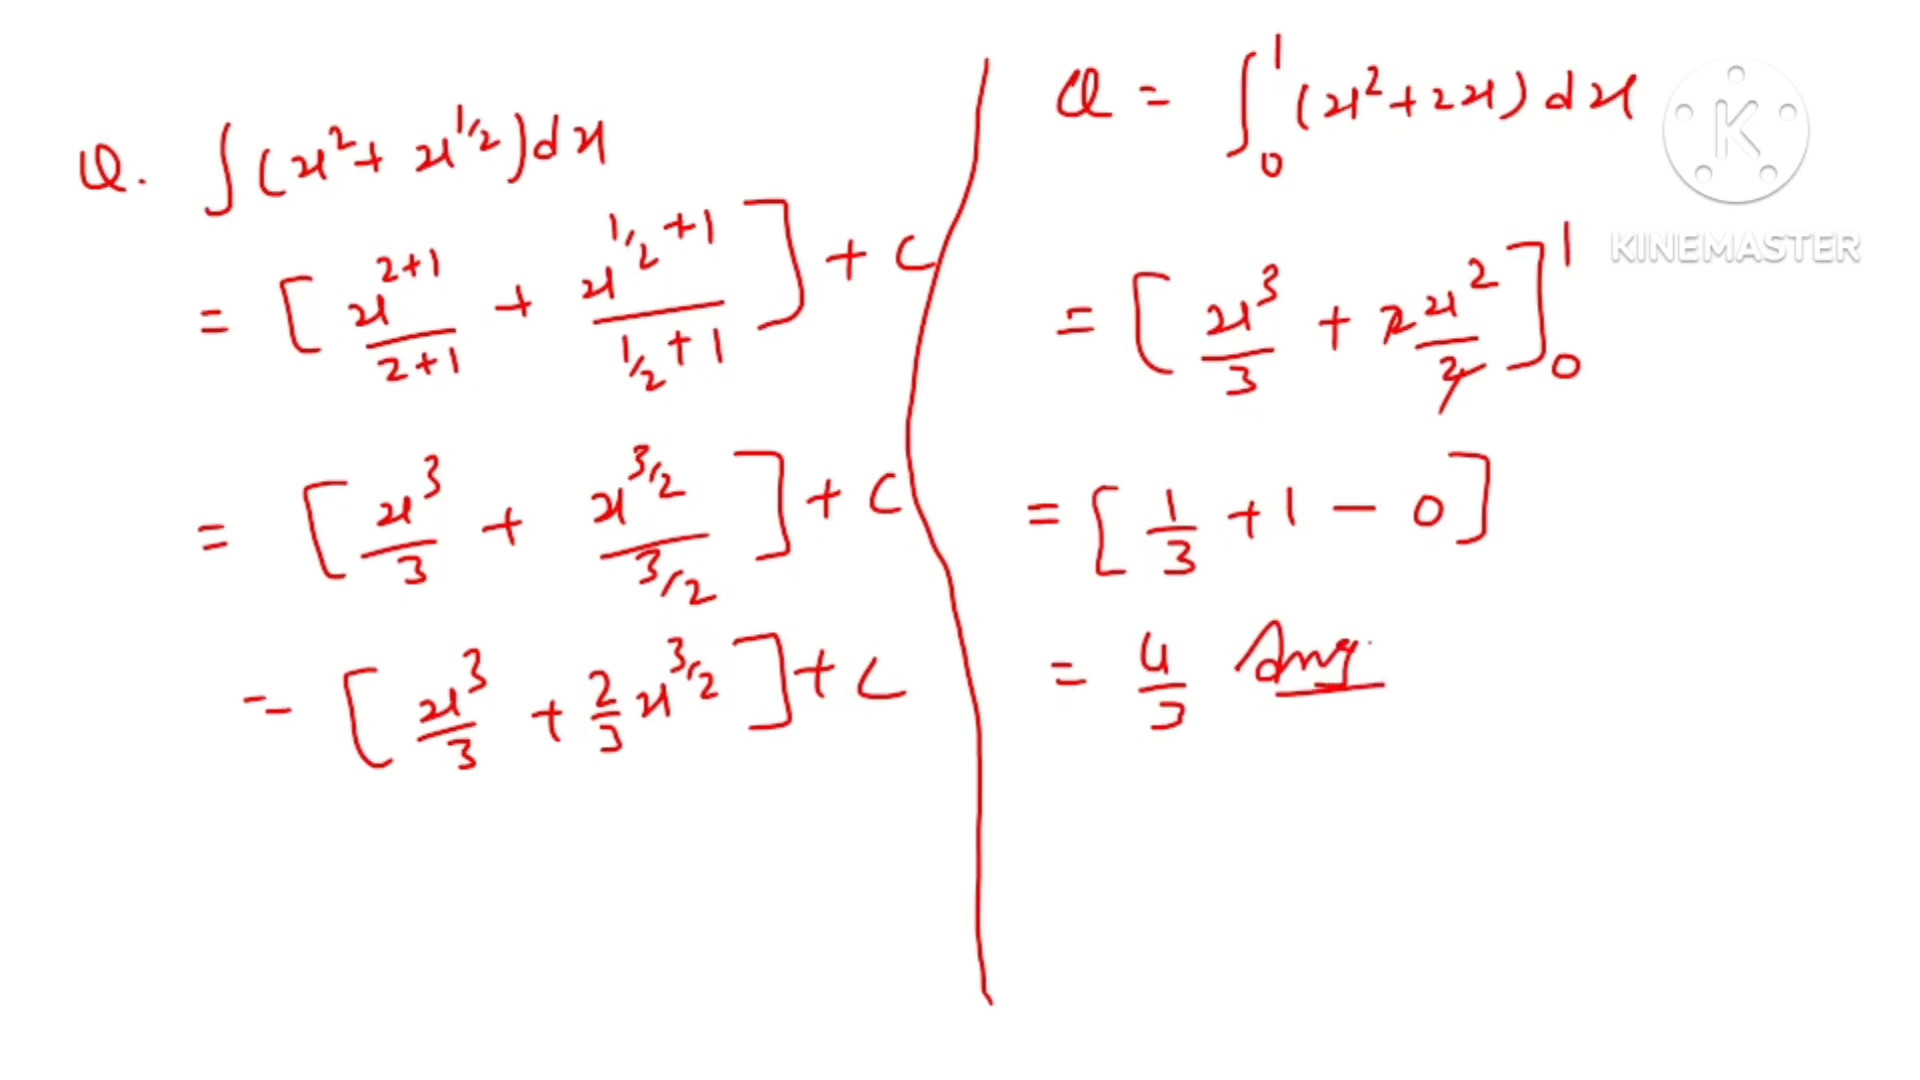 Q. ∫(x²+ x^1/2)dx
= [x^2+1/2+1 + x^1/2+1/1/2+1] + C
= [x³/3 + x^3/2/3/2] + C
= [x³/3 + 2/3 x^3/2] + C
Q = ∫₀¹ (x²+2x) dx
= [x³/3 + 2x²/2]₀¹
= [1/3 + 1 - 0]
= 4/3 Ans
K
KINEMASTER